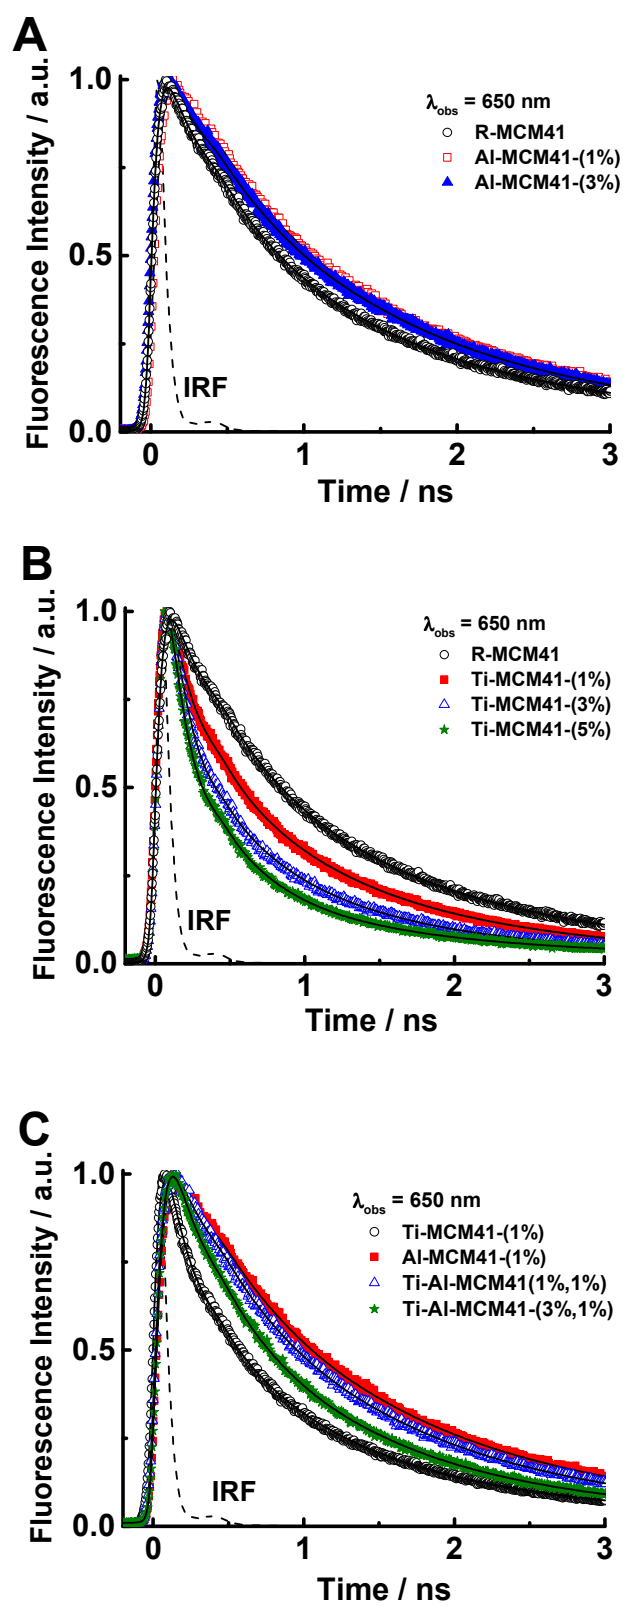 A
Fluorescence Intensity / a.u.
1.0
0.5
0.0
λobs = 650 nm
R-MCM41
Al-MCM41-(1%)
Al-MCM41-(3%)
IRF
0 1 2 3
Time / ns
B
Fluorescence Intensity / a.u.
1.0
0.5
0.0
λobs = 650 nm
R-MCM41
Ti-MCM41-(1%)
Ti-MCM41-(3%)
Ti-MCM41-(5%)
IRF
0 1 2 3
Time / ns
C
Fluorescence Intensity / a.u.
1.0
0.5
0.0
λobs = 650 nm
Ti-MCM41-(1%)
Al-MCM41-(1%)
Ti-Al-MCM41(1%,1%)
Ti-Al-MCM41-(3%,1%)
IRF
0 1 2 3
Time / ns